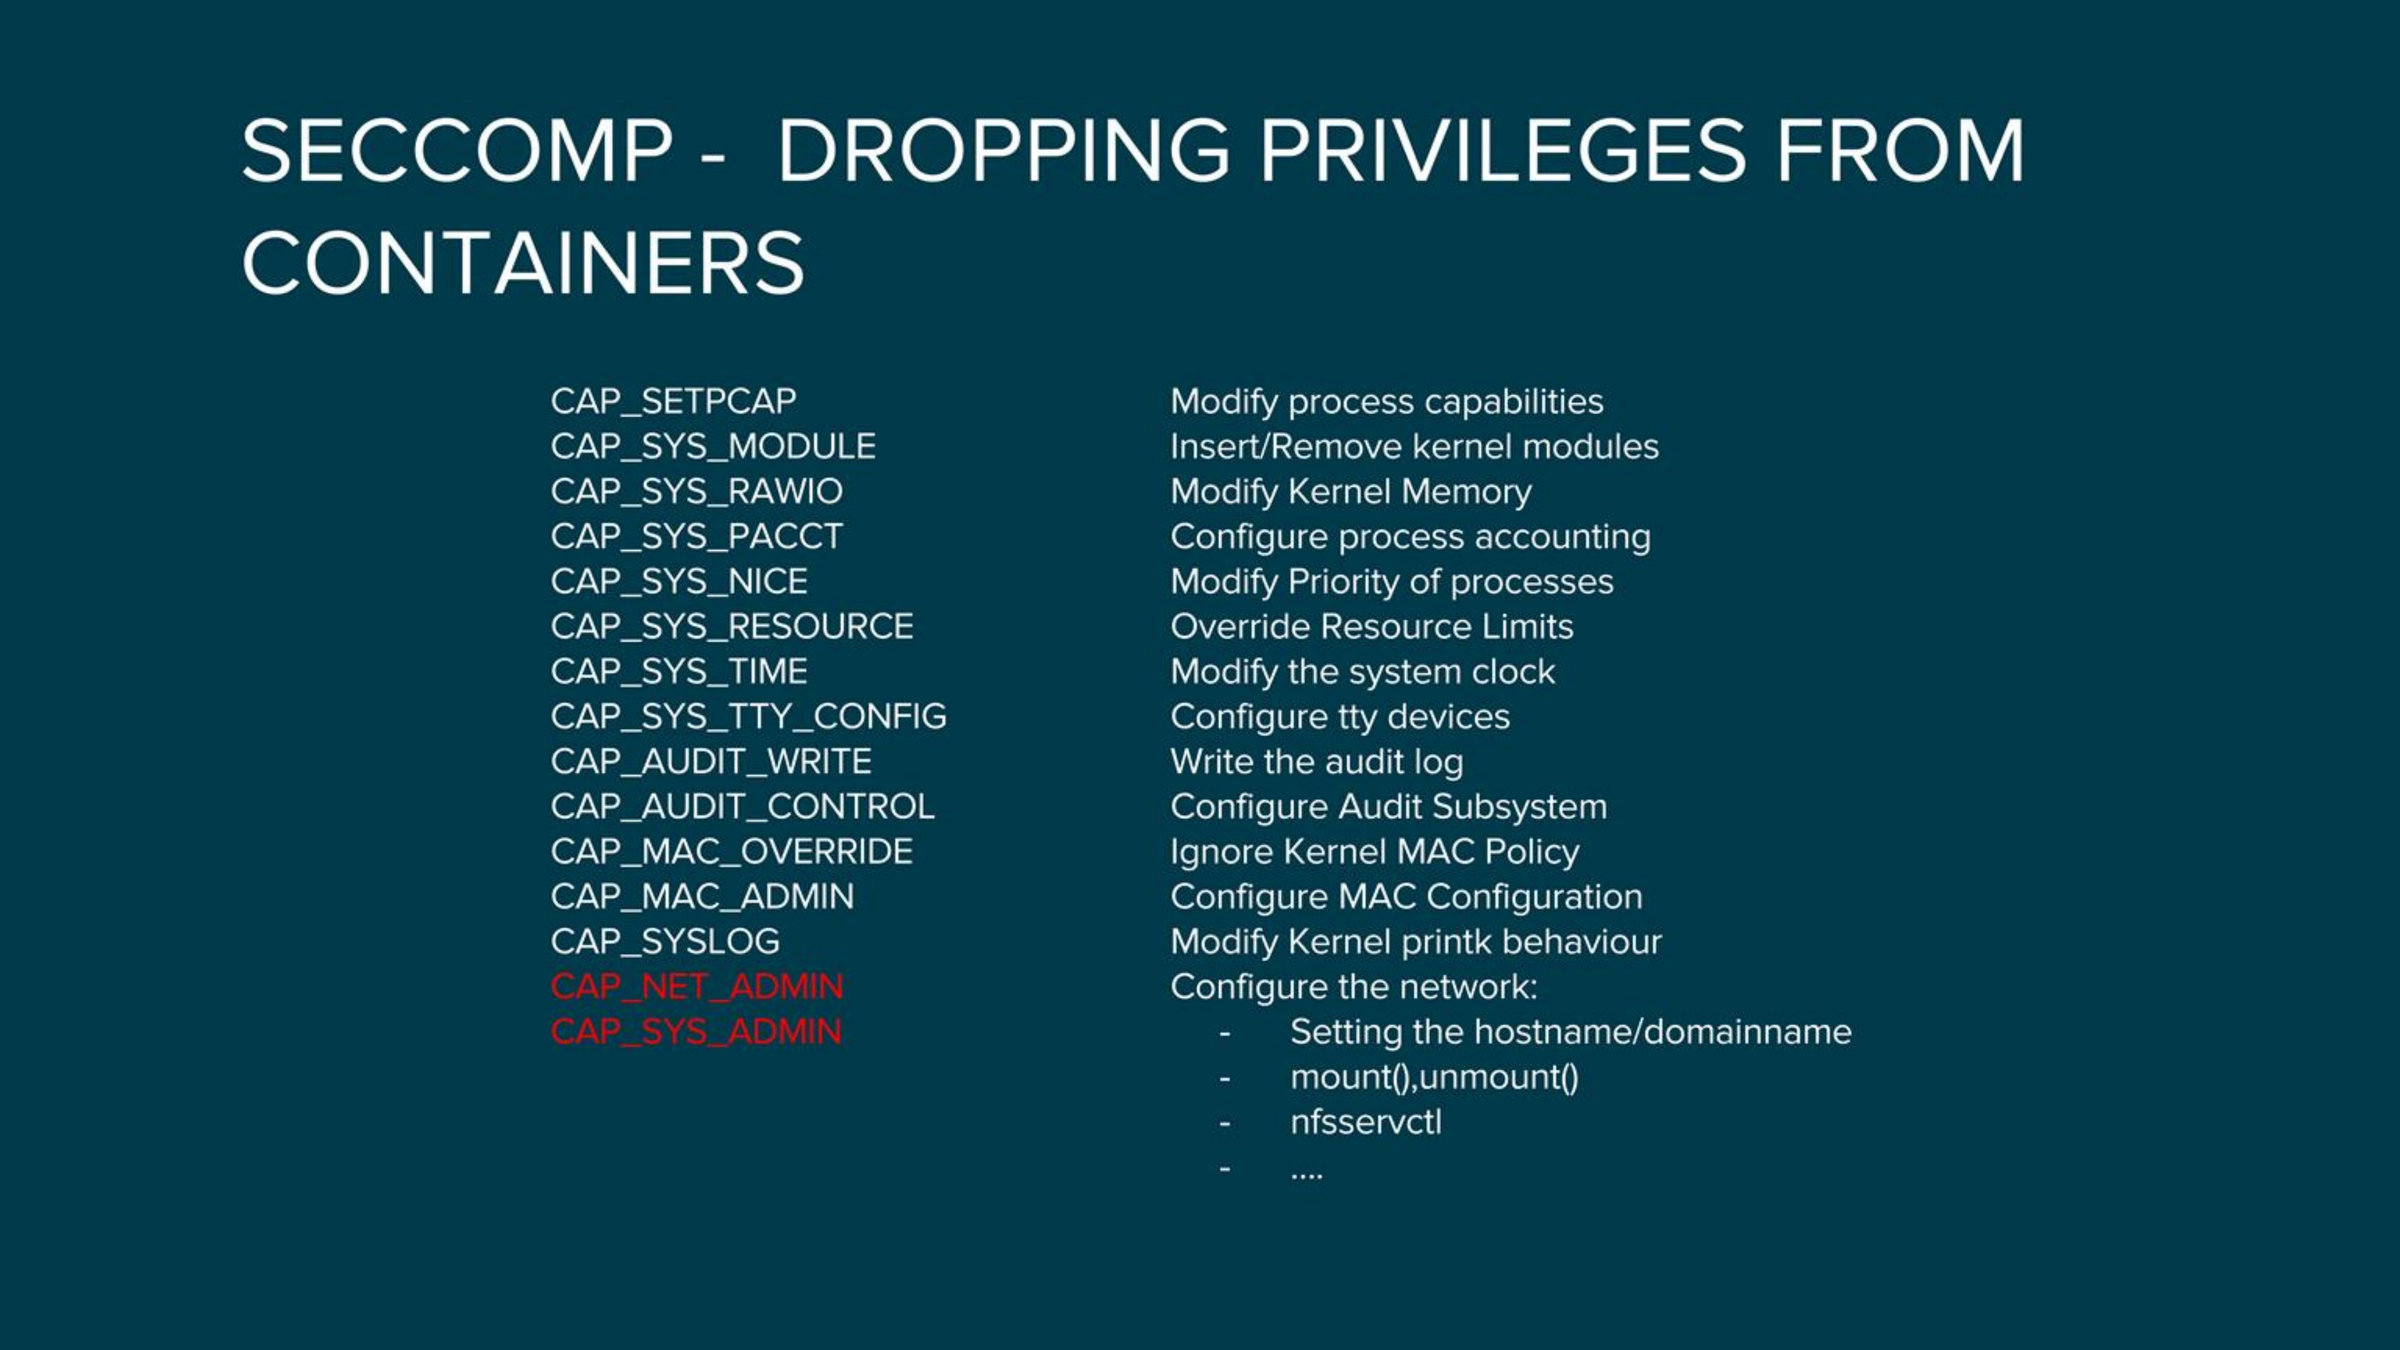 SECCOMP - DROPPING PRIVILEGES FROM
CONTAINERS
CAP_SETPCAP Modify process capabilities
CAP_SYS_MODULE Insert/Remove kernel modules
CAP_SYS_RAWIO Modify Kernel Memory
CAP_SYS_PACCT Configure process accounting
CAP_SYS_NICE Modify Priority of processes
CAP_SYS_RESOURCE Override Resource Limits
CAP_SYS_TIME Modify the system clock
CAP_SYS_TTY_CONFIG Configure tty devices
CAP_AUDIT_WRITE Write the audit log
CAP_AUDIT_CONTROL Configure Audit Subsystem
CAP_MAC_OVERRIDE Ignore Kernel MAC Policy
CAP_MAC_ADMIN Configure MAC Configuration
CAP_SYSLOG Modify Kernel printk behaviour
CAP_NET_ADMIN Configure the network:
CAP_SYS_ADMIN - Setting the hostname/domainname
- mount(),unmount()
- nfsservctl
- ....